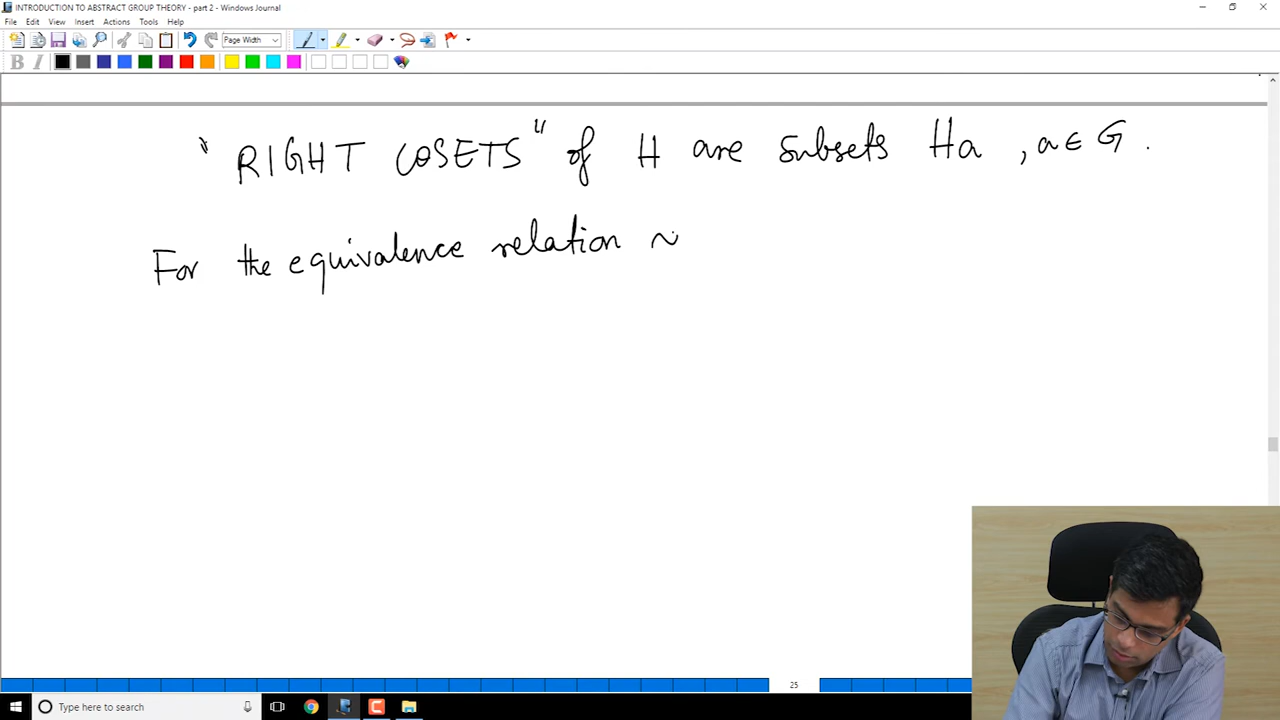 INTRODUCTION TO ABSTRACT GROUP THEORY - part 2 - Windows Journal
File Edit View Insert Actions Tools Help
Page Width
B I
"RIGHT COSETS" of H are subsets Ha , a ∈ G .
For the equivalence relation ~
25
Type here to search